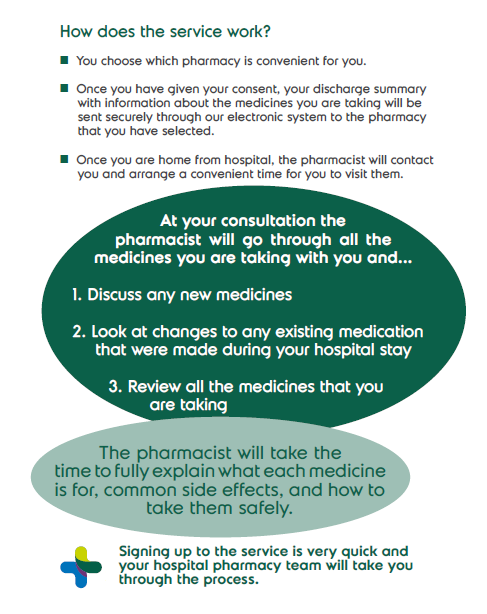 How does the service work?
You choose which pharmacy is convenient for you.
Once you have given your consent, your discharge summary
with information about the medicines you are taking will be
sent securely through our electronic system to the pharmacy
that you have selected.
Once you are home from hospital, the pharmacist will contact
you and arrange a convenient time for you to visit them.
At your consultation the
pharmacist will go through all the
medicines you are taking with you and...
1. Discuss any new medicines
2. Look at changes to any existing medication
that were made during your hospital stay
3. Review all the medicines that you
are taking
The pharmacist will take the
time to fully explain what each medicine
is for, common side effects, and how to
take them safely.
Signing up to the service is very quick and
your hospital pharmacy team will take you
through the process.